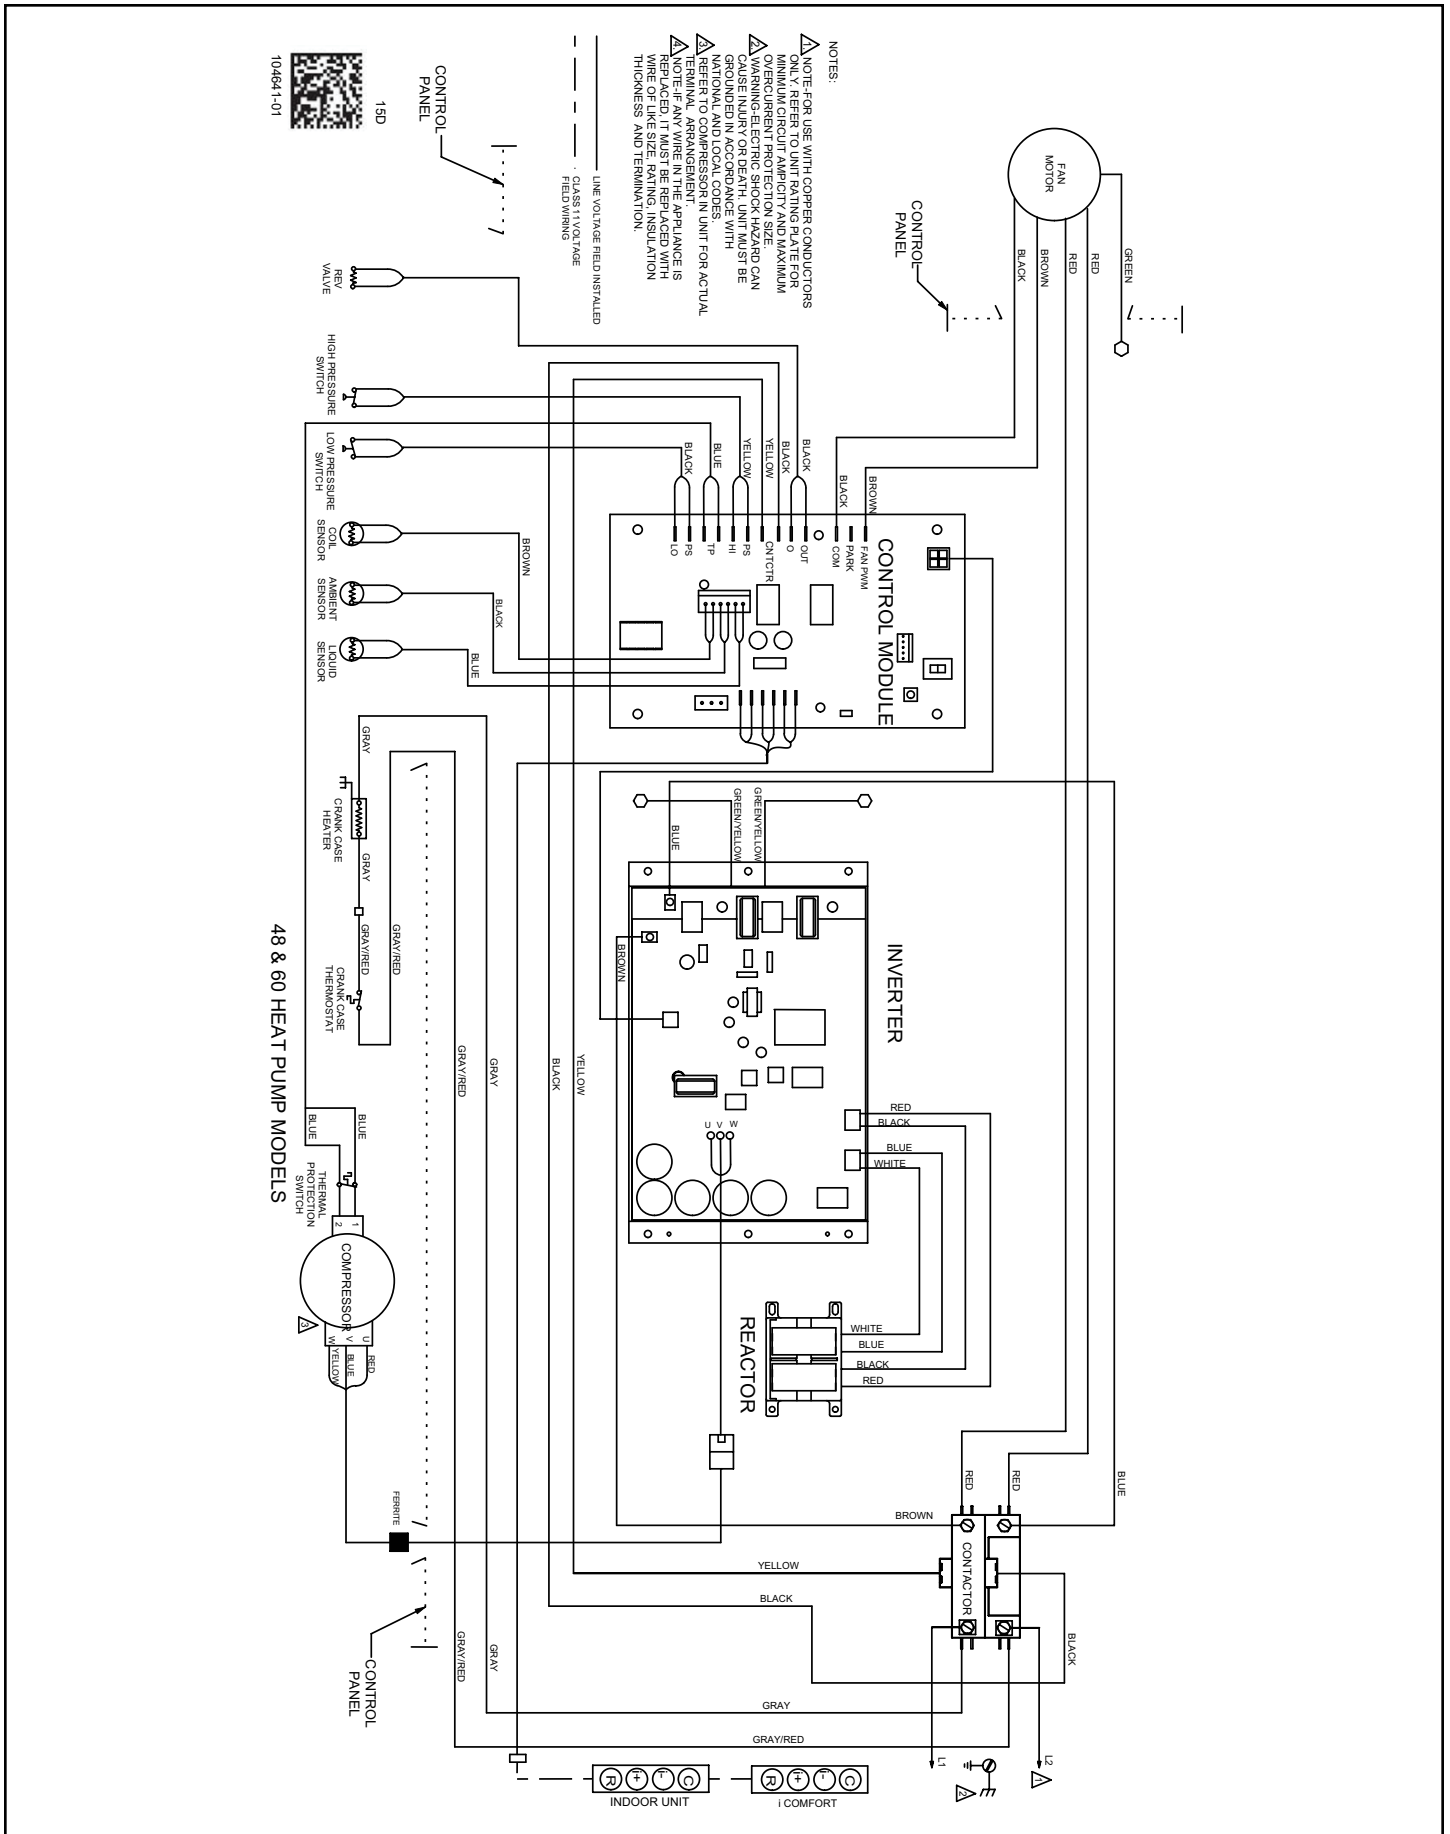 NOTES:
1. NOTE-FOR USE WITH COPPER CONDUCTORS
ONLY. REFER TO UNIT RATING PLATE FOR
MINIMUM CIRCUIT AMPICITY AND MAXIMUM
OVERCURRENT PROTECTION SIZE.
2. WARNING-ELECTRIC SHOCK HAZARD CAN
CAUSE INJURY OR DEATH. UNIT MUST BE
GROUNDED IN ACCORDANCE WITH
NATIONAL AND LOCAL CODES.
3. REFER TO COMPRESSOR IN UNIT FOR ACTUAL
TERMINAL ARRANGEMENT.
4. NOTE-IF ANY WIRE IN THE APPLIANCE IS
REPLACED, IT MUST BE REPLACED WITH
WIRE OF LIKE SIZE, RATING, INSULATION
THICKNESS AND TERMINATION.
LINE VOLTAGE FIELD INSTALLED
CLASS 11 VOLTAGE
FIELD WIRING
CONTROL
PANEL
15D
104641-01
FAN
MOTOR
GREEN
RED
RED
BROWN
BLACK
CONTROL
PANEL
REV
VALVE
HIGH PRESSURE
SWITCH
LOW PRESSURE
SWITCH
COIL
SENSOR
AMBIENT
SENSOR
LIQUID
SENSOR
BROWN
BLACK
BLACK
BLACK
YELLOW
YELLOW
BLUE
BLACK
BROWN
BLACK
BLUE
CONTROL MODULE
FAN PWM
PARK
COM
OUT
O
CNTCTR
PS
HI
TP
PS
LO
GRAY
CRANK CASE
HEATER
GRAY
GRAY/RED
GRAY/RED
CRANK CASE
THERMOSTAT
GREEN/YELLOW
GREEN/YELLOW
BLUE
BROWN
INVERTER
U V W
RED
BLACK
BLUE
WHITE
YELLOW
BLACK
GRAY
GRAY/RED
48 & 60 HEAT PUMP MODELS
BLUE
BLUE
THERMAL
PROTECTION
SWITCH
1
2
COMPRESSOR
3
U
V
W
RED
BLUE
YELLOW
WHITE
BLUE
BLACK
RED
REACTOR
FERRITE
BLUE
RED
RED
BROWN
CONTACTOR
YELLOW
BLACK
BLACK
GRAY
GRAY/RED
CONTROL
PANEL
GRAY
GRAY/RED
L2
1
L1
2
R i+ i- C
INDOOR UNIT
R i+ i- C
i COMFORT